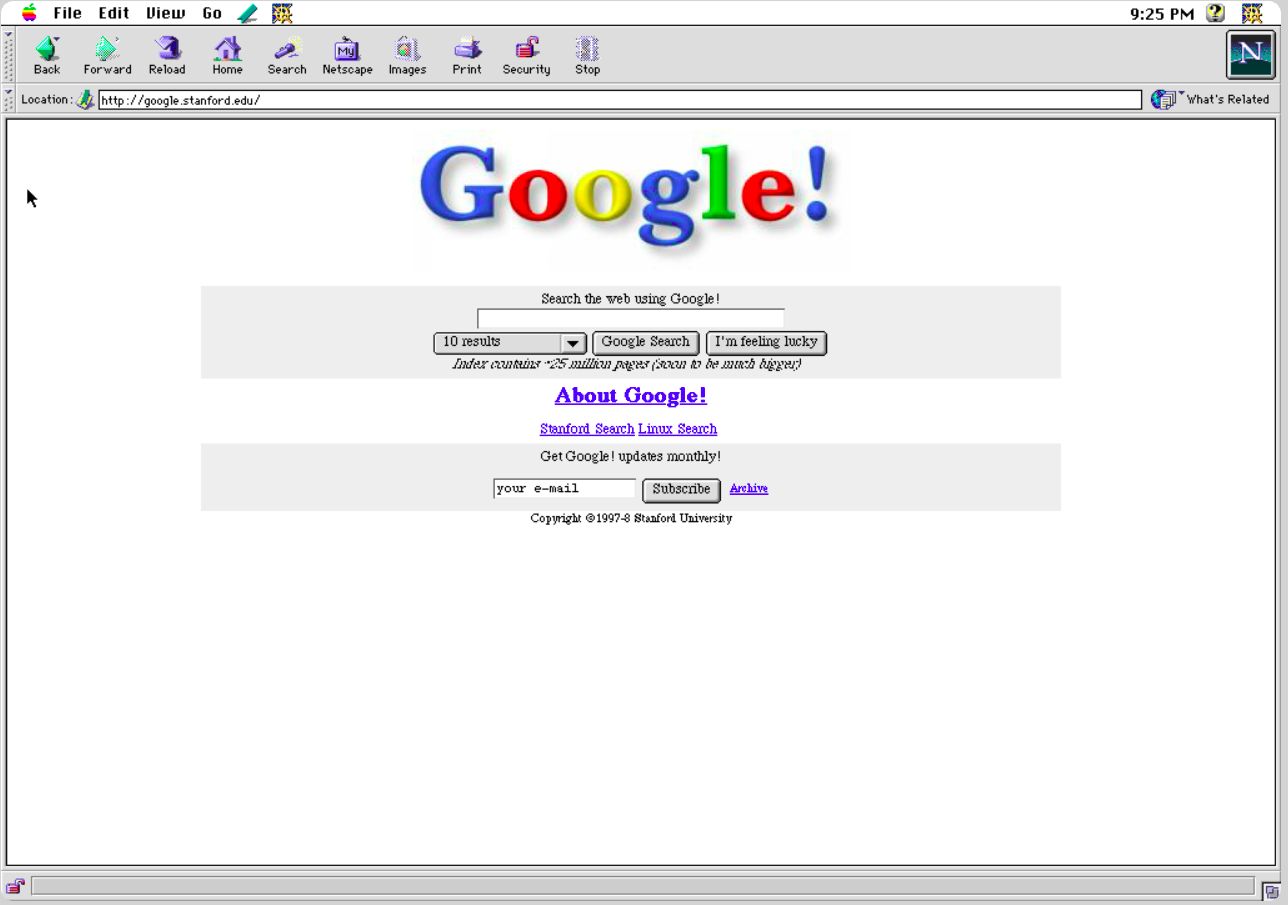 File Edit View Go 9:25 PM
Back Forward Reload Home Search My Netscape Images Print Security Stop N
Location: http://google.stanford.edu/ What's Related
Google!
Search the web using Google!
10 results Google Search I'm feeling lucky
Index contains ~25 million pages (soon to be much bigger)
About Google!
Stanford Search Linux Search
Get Google! updates monthly!
your e-mail Subscribe Archive
Copyright ©1997-8 Stanford University